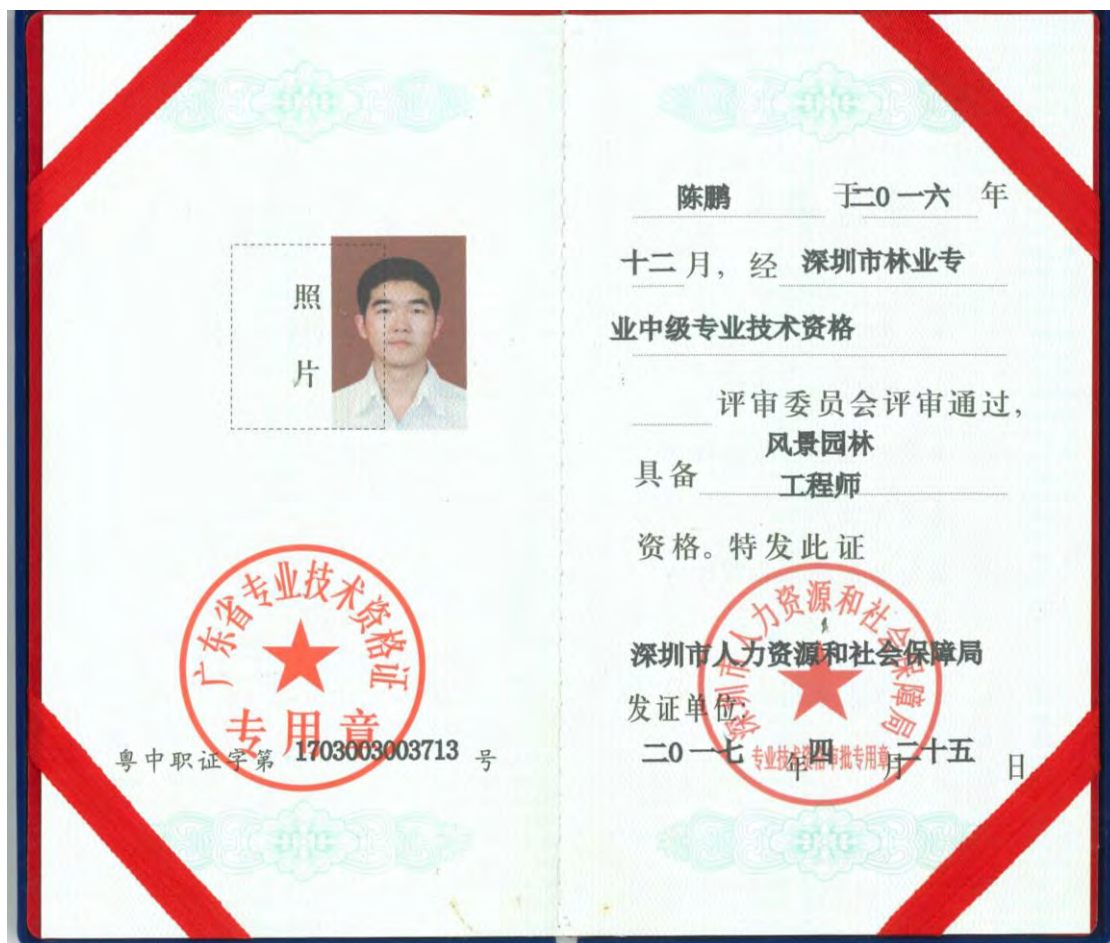 照
片
广东省专业技术资格证
专用章
粤中职证字第 1703003003713 号
陈鹏 于二0一六 年
十二 月, 经 深圳市林业专
业中级专业技术资格
评审委员会评审通过,
风景园林
具备 工程师
资格。特发此证
深圳市人力资源和社会保障局
深圳市人力资源和社会保障局
发证单位:
专业技术资格审批专用章
二0一七 年 四 月 二十五 日